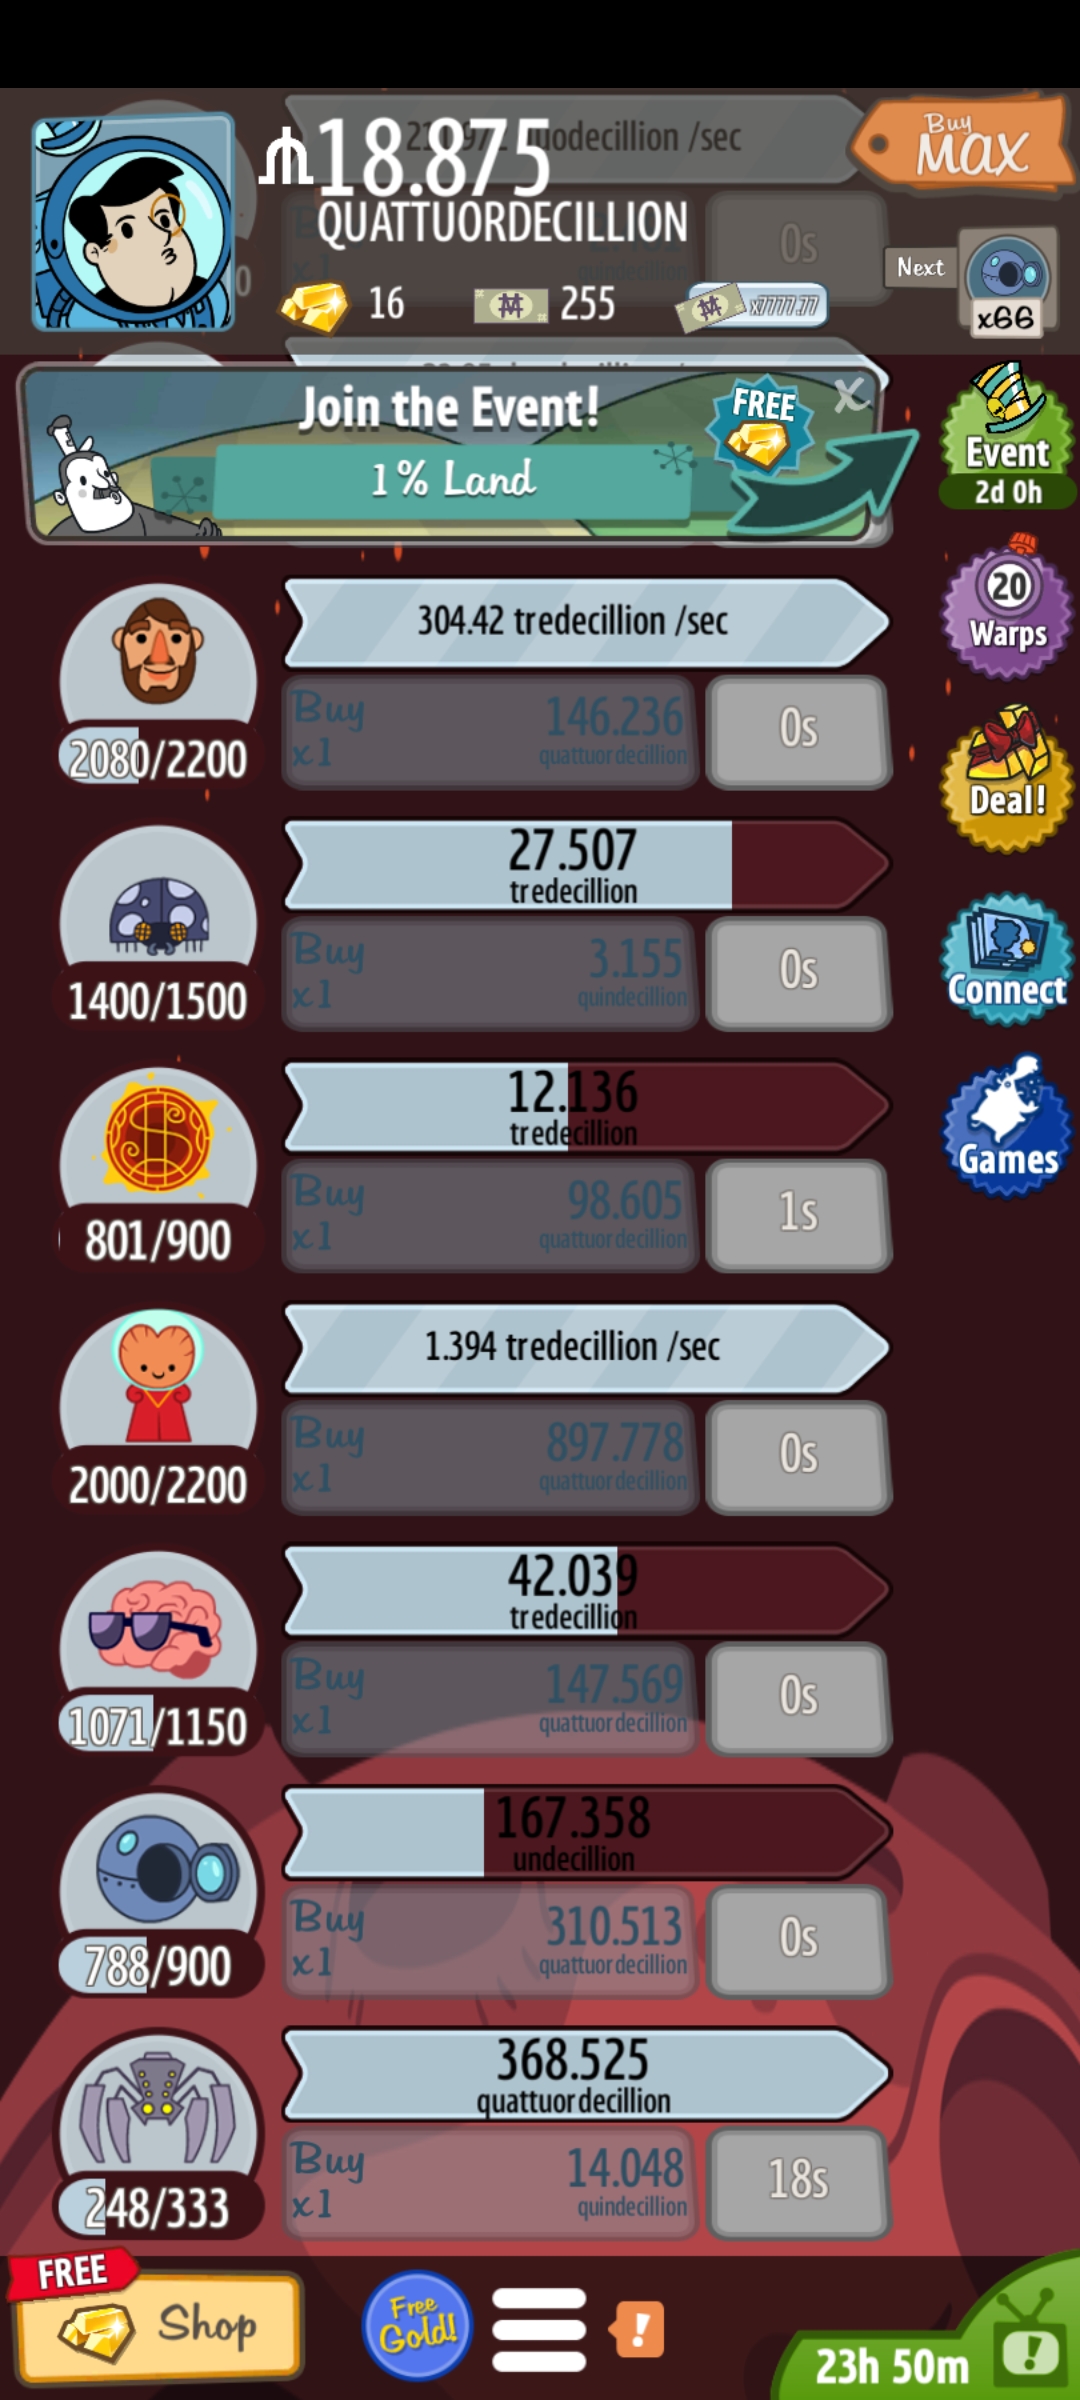 ₼18.875
QUATTUORDECILLION
/sec
Buy
MAX
0s
16
255
x7777.77
Next
x66
Join the Event!
FREE
1% Land
Event
2d 0h
304.42 tredecillion /sec
Buy
x1
146.236
quattuordecillion
0s
2080/2200
20
Warps
27.507
tredecillion
Buy
x1
3.155
quindecillion
0s
1400/1500
Deal!
12.136
tredecillion
Buy
x1
98.605
quattuordecillion
1s
801/900
Connect
Games
1.394 tredecillion /sec
Buy
x1
897.778
quattuordecillion
0s
2000/2200
42.039
tredecillion
Buy
x1
147.569
quattuordecillion
0s
1071/1150
167.358
undecillion
Buy
x1
310.513
quattuordecillion
0s
788/900
368.525
quattuordecillion
Buy
x1
14.048
quindecillion
18s
248/333
FREE
Shop
Free
Gold!
!
23h 50m
!